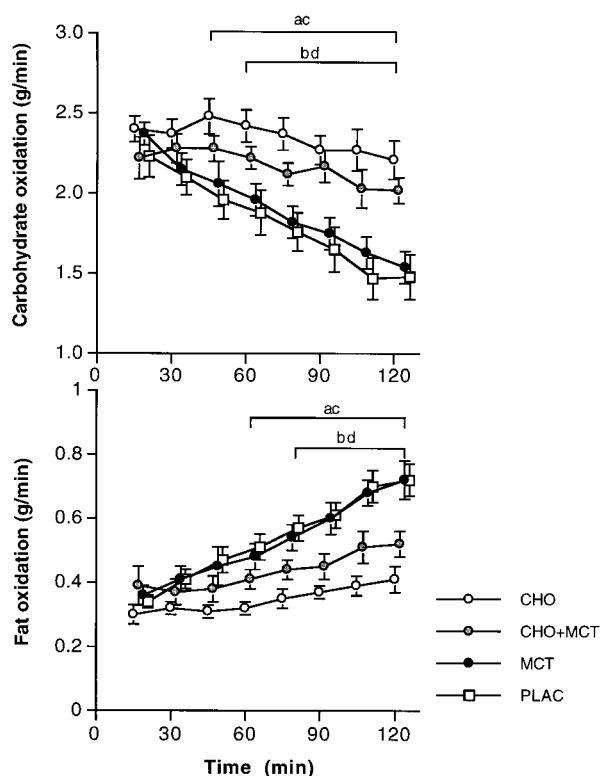 ac
bd
3.0
2.5
2.0
1.5
1.0
Carbohydrate oxidation (g/min)
0 30 60 90 120
ac
bd
1
0.8
0.6
0.4
0.2
0
Fat oxidation (g/min)
0 30 60 90 120
Time (min)
CHO
CHO+MCT
MCT
PLAC